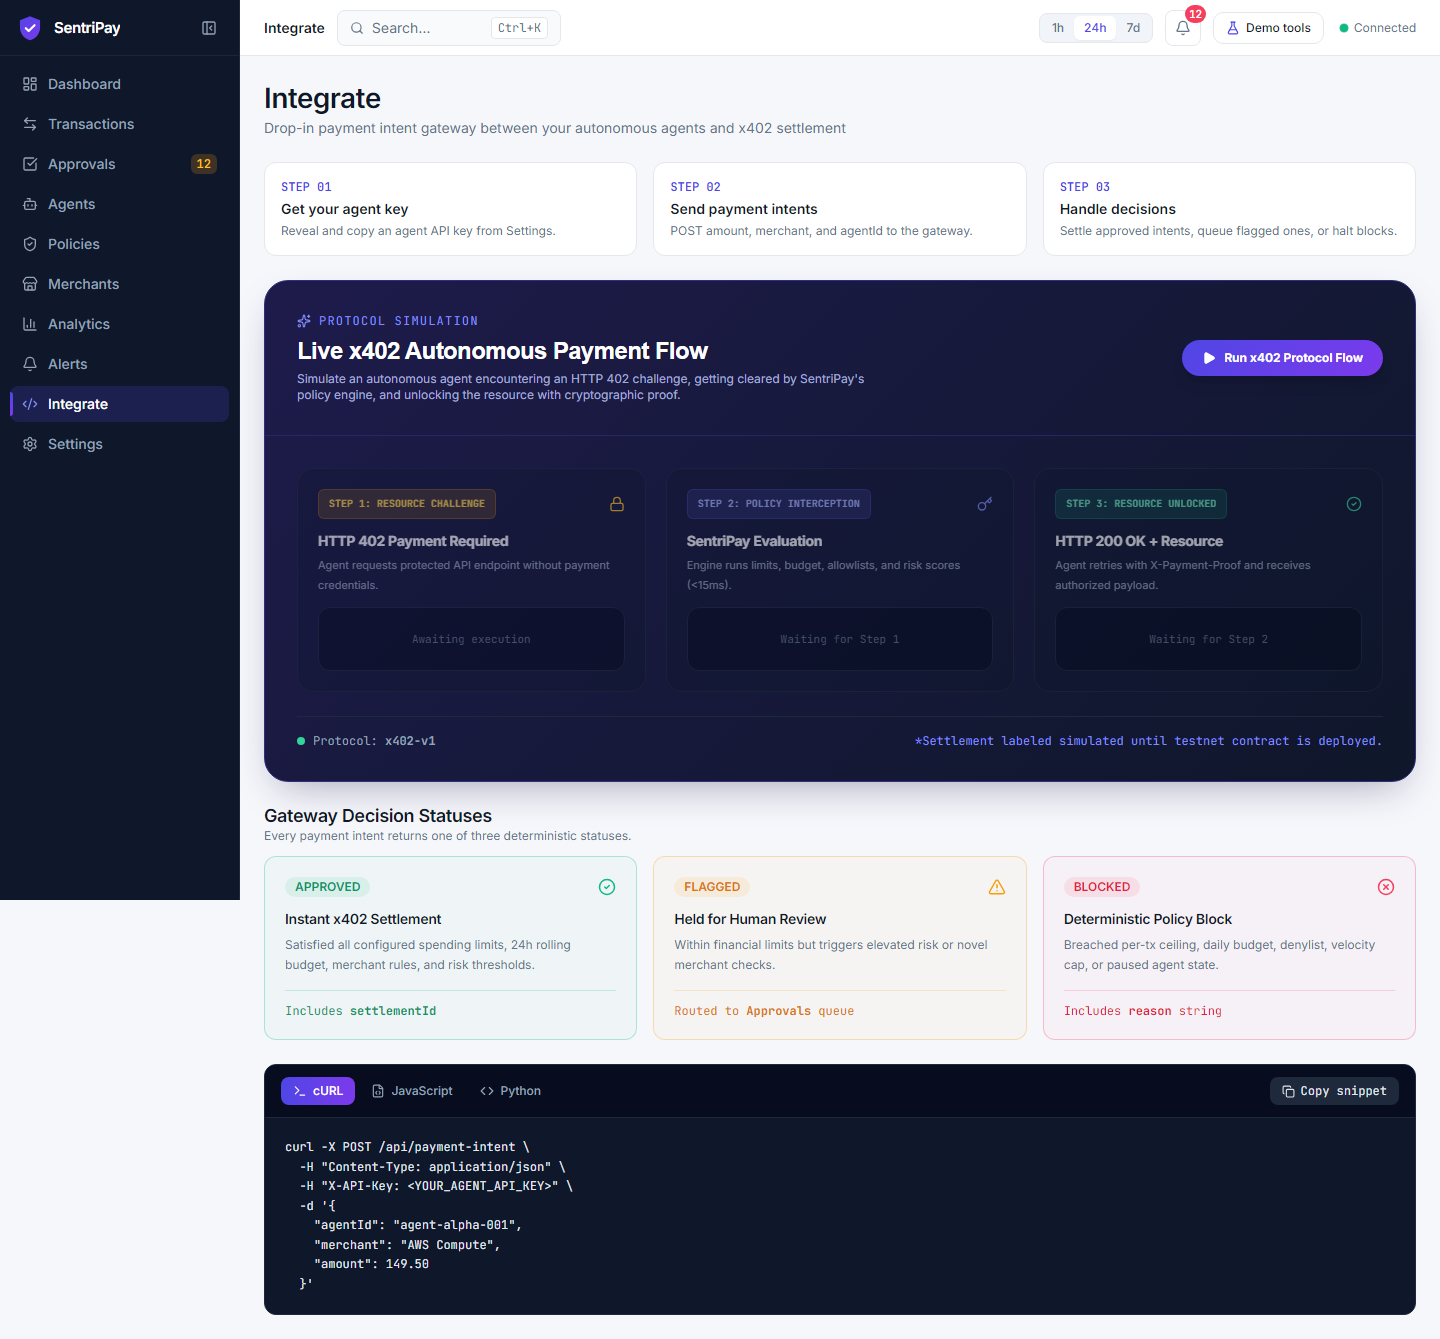 SentriPay
Integrate
Search...
Ctrl+K
1h
24h
7d
12
Demo tools
Connected
Dashboard
Transactions
Approvals
12
Agents
Policies
Merchants
Analytics
Alerts
Integrate
Settings
Integrate
Drop-in payment intent gateway between your autonomous agents and x402 settlement
STEP 01
Get your agent key
Reveal and copy an agent API key from Settings.
STEP 02
Send payment intents
POST amount, merchant, and agentId to the gateway.
STEP 03
Handle decisions
Settle approved intents, queue flagged ones, or halt blocks.
PROTOCOL SIMULATION
Live x402 Autonomous Payment Flow
Simulate an autonomous agent encountering an HTTP 402 challenge, getting cleared by SentriPay's
policy engine, and unlocking the resource with cryptographic proof.
Run x402 Protocol Flow
STEP 1: RESOURCE CHALLENGE
HTTP 402 Payment Required
Agent requests protected API endpoint without payment
credentials.
Awaiting execution
STEP 2: POLICY INTERCEPTION
SentriPay Evaluation
Engine runs limits, budget, allowlists, and risk scores
(<15ms).
Waiting for Step 1
STEP 3: RESOURCE UNLOCKED
HTTP 200 OK + Resource
Agent retries with X-Payment-Proof and receives
authorized payload.
Waiting for Step 2
Protocol: x402-v1
*Settlement labeled simulated until testnet contract is deployed.
Gateway Decision Statuses
Every payment intent returns one of three deterministic statuses.
APPROVED
Instant x402 Settlement
Satisfied all configured spending limits, 24h rolling
budget, merchant rules, and risk thresholds.
Includes settlementId
FLAGGED
Held for Human Review
Within financial limits but triggers elevated risk or novel
merchant checks.
Routed to Approvals queue
BLOCKED
Deterministic Policy Block
Breached per-tx ceiling, daily budget, denylist, velocity
cap, or paused agent state.
Includes reason string
cURL
JavaScript
Python
Copy snippet
curl -X POST /api/payment-intent \
-H "Content-Type: application/json" \
-H "X-API-Key: <YOUR_AGENT_API_KEY>" \
-d '{
"agentId": "agent-alpha-001",
"merchant": "AWS Compute",
"amount": 149.50
}'